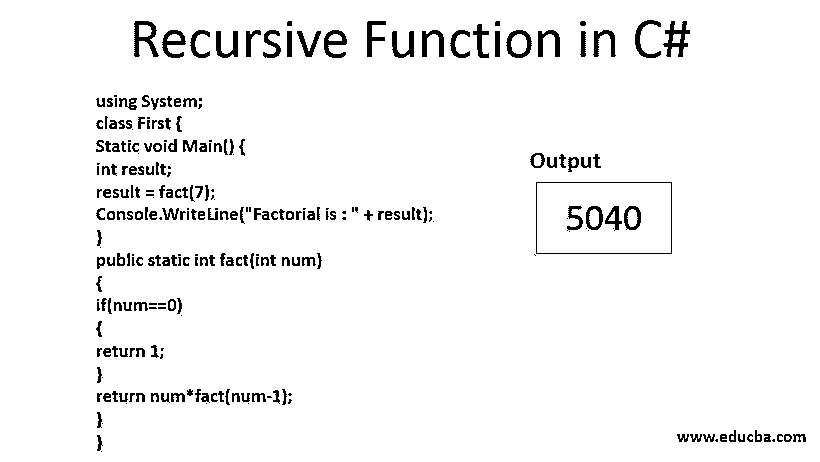 Recursive Function in C#
using System;
class First {
Static void Main() {
int result;
result = fact(7);
Console.WriteLine("Factorial is : " + result);
}
public static int fact(int num)
{
if(num==0)
{
return 1;
}
return num*fact(num-1);
}
}
Output
5040
www.educba.com